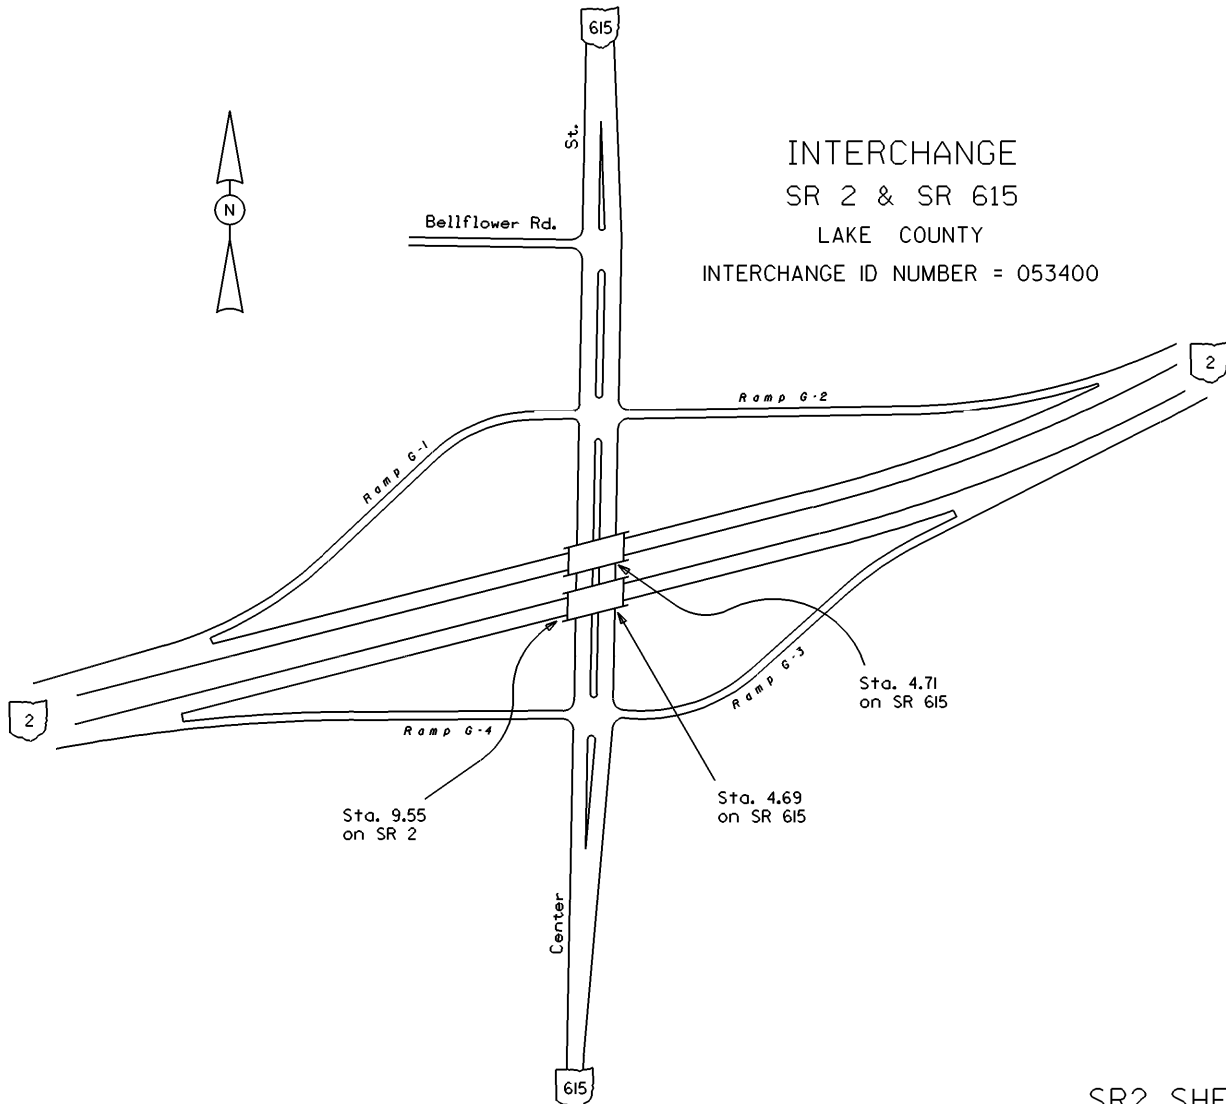 615
St.
INTERCHANGE
SR 2 & SR 615
LAKE COUNTY
INTERCHANGE ID NUMBER = 053400
N
Bellflower Rd.
2
Ramp G-2
Ramp G-1
Ramp G-3
Sta. 4.71
on SR 615
2
Ramp G-4
Sta. 4.69
on SR 615
Sta. 9.55
on SR 2
Center
615